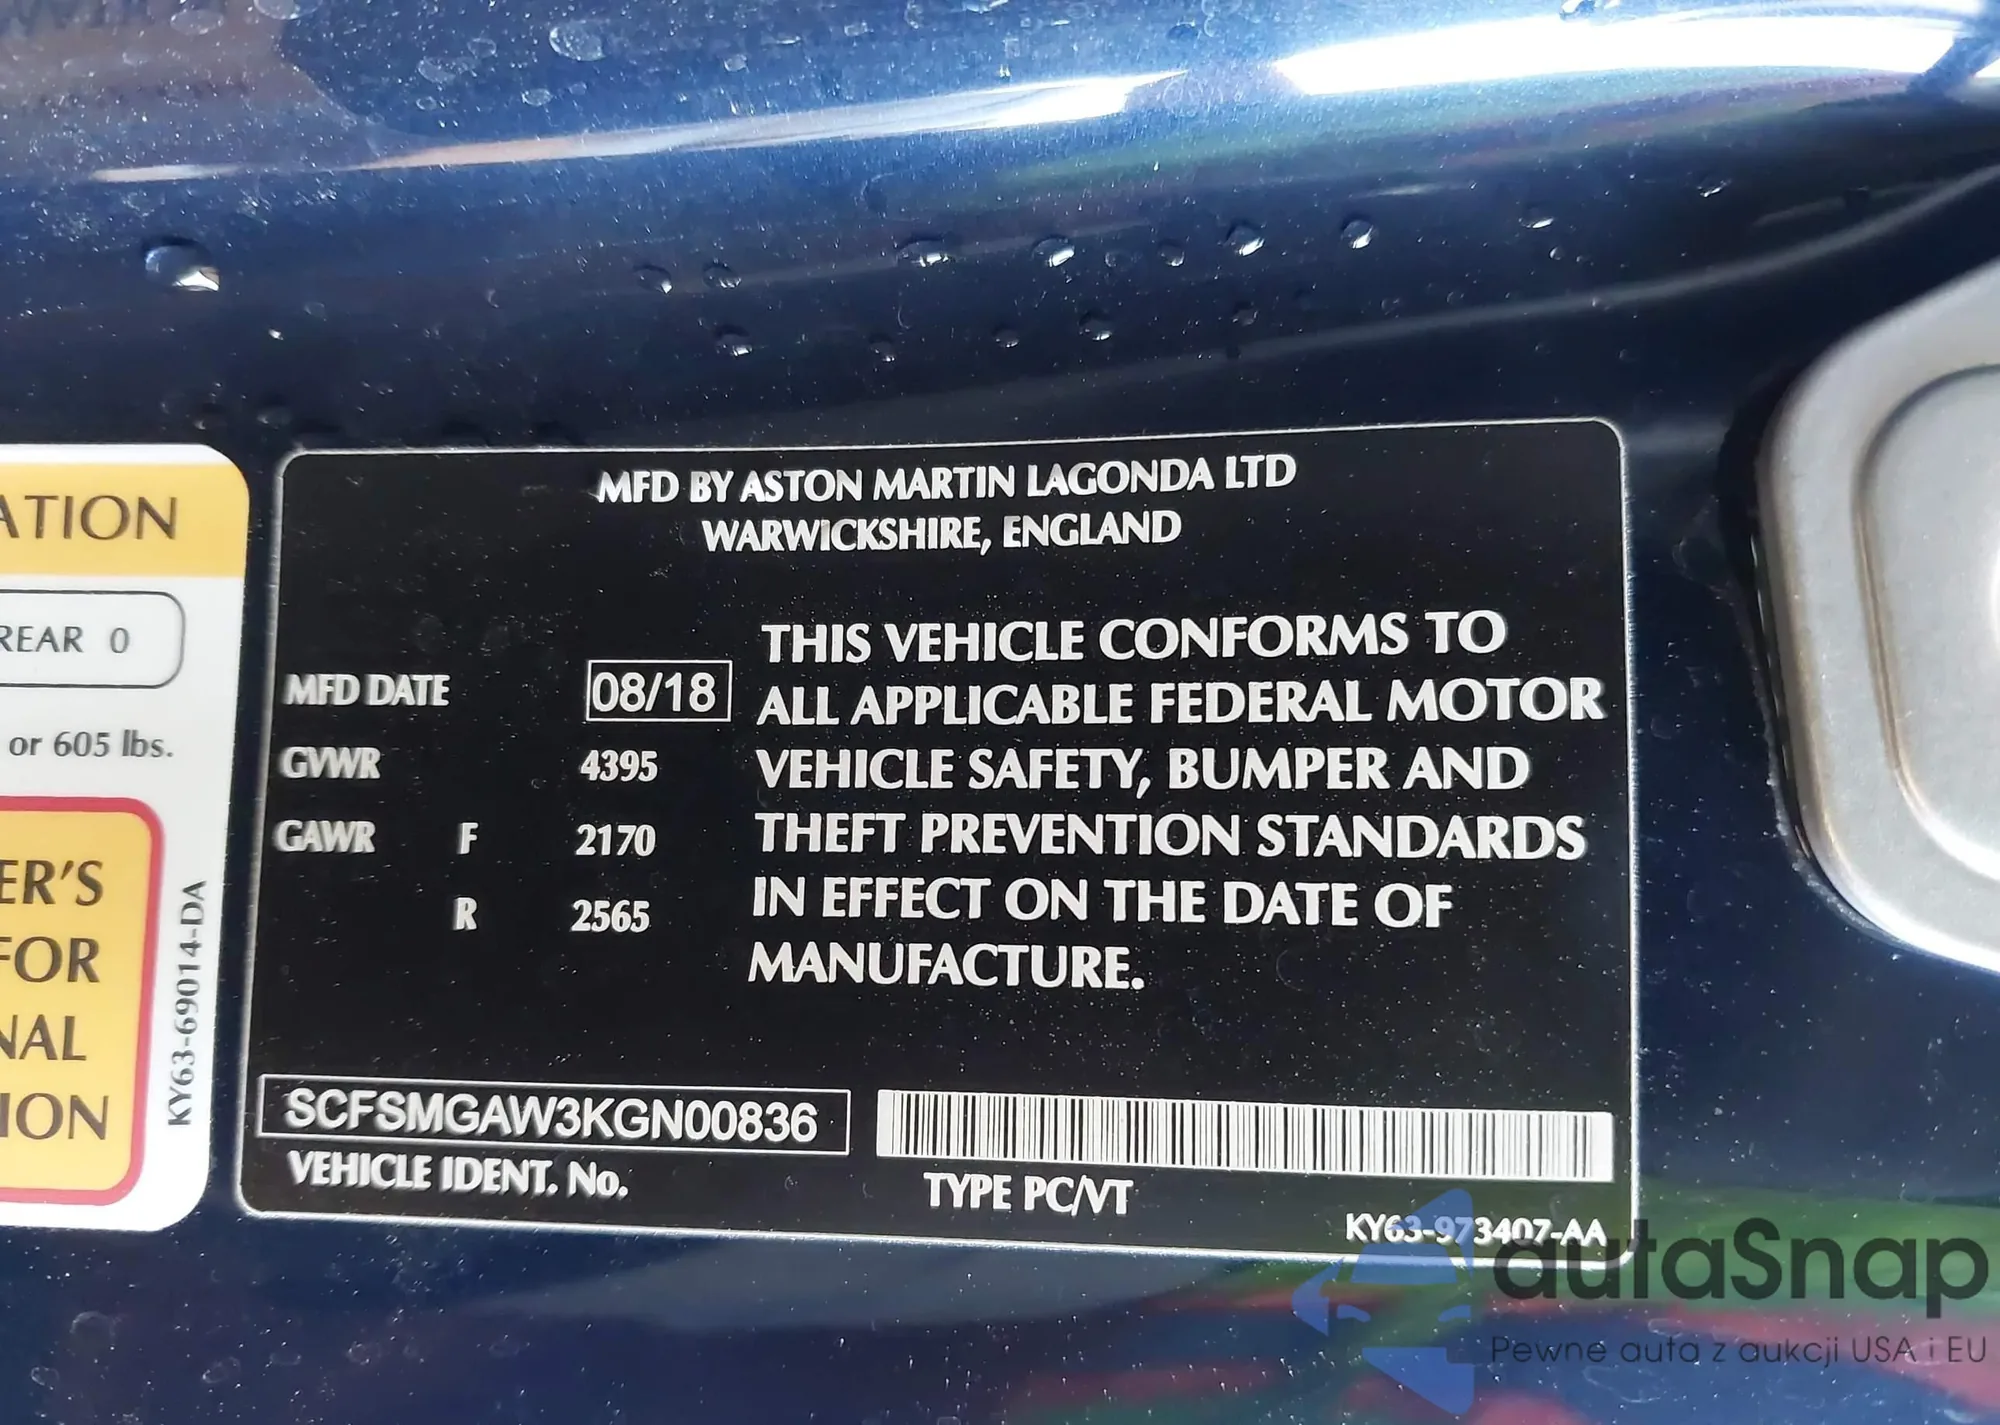 ATION
REAR 0
or 605 lbs.
ER'S
FOR
NAL
ION
KY63-69014-DA
MFD BY ASTON MARTIN LAGONDA LTD
WARWICKSHIRE, ENGLAND
MFD DATE 08/18
GVWR 4395
GAWR F 2170
R 2565
THIS VEHICLE CONFORMS TO
ALL APPLICABLE FEDERAL MOTOR
VEHICLE SAFETY, BUMPER AND
THEFT PREVENTION STANDARDS
IN EFFECT ON THE DATE OF
MANUFACTURE.
SCFSMGAW3KGN00836
VEHICLE IDENT. No.
TYPE PC/VT
KY63-973407-AA
autaSnap
Pewne auta z aukcji USA i EU